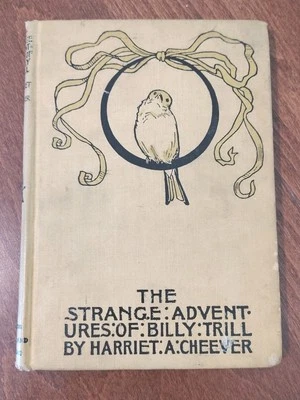 THE
STRANGE:ADVENT
URES:OF:BILLY:TRILL
BY HARRIET:A:CHEEVER